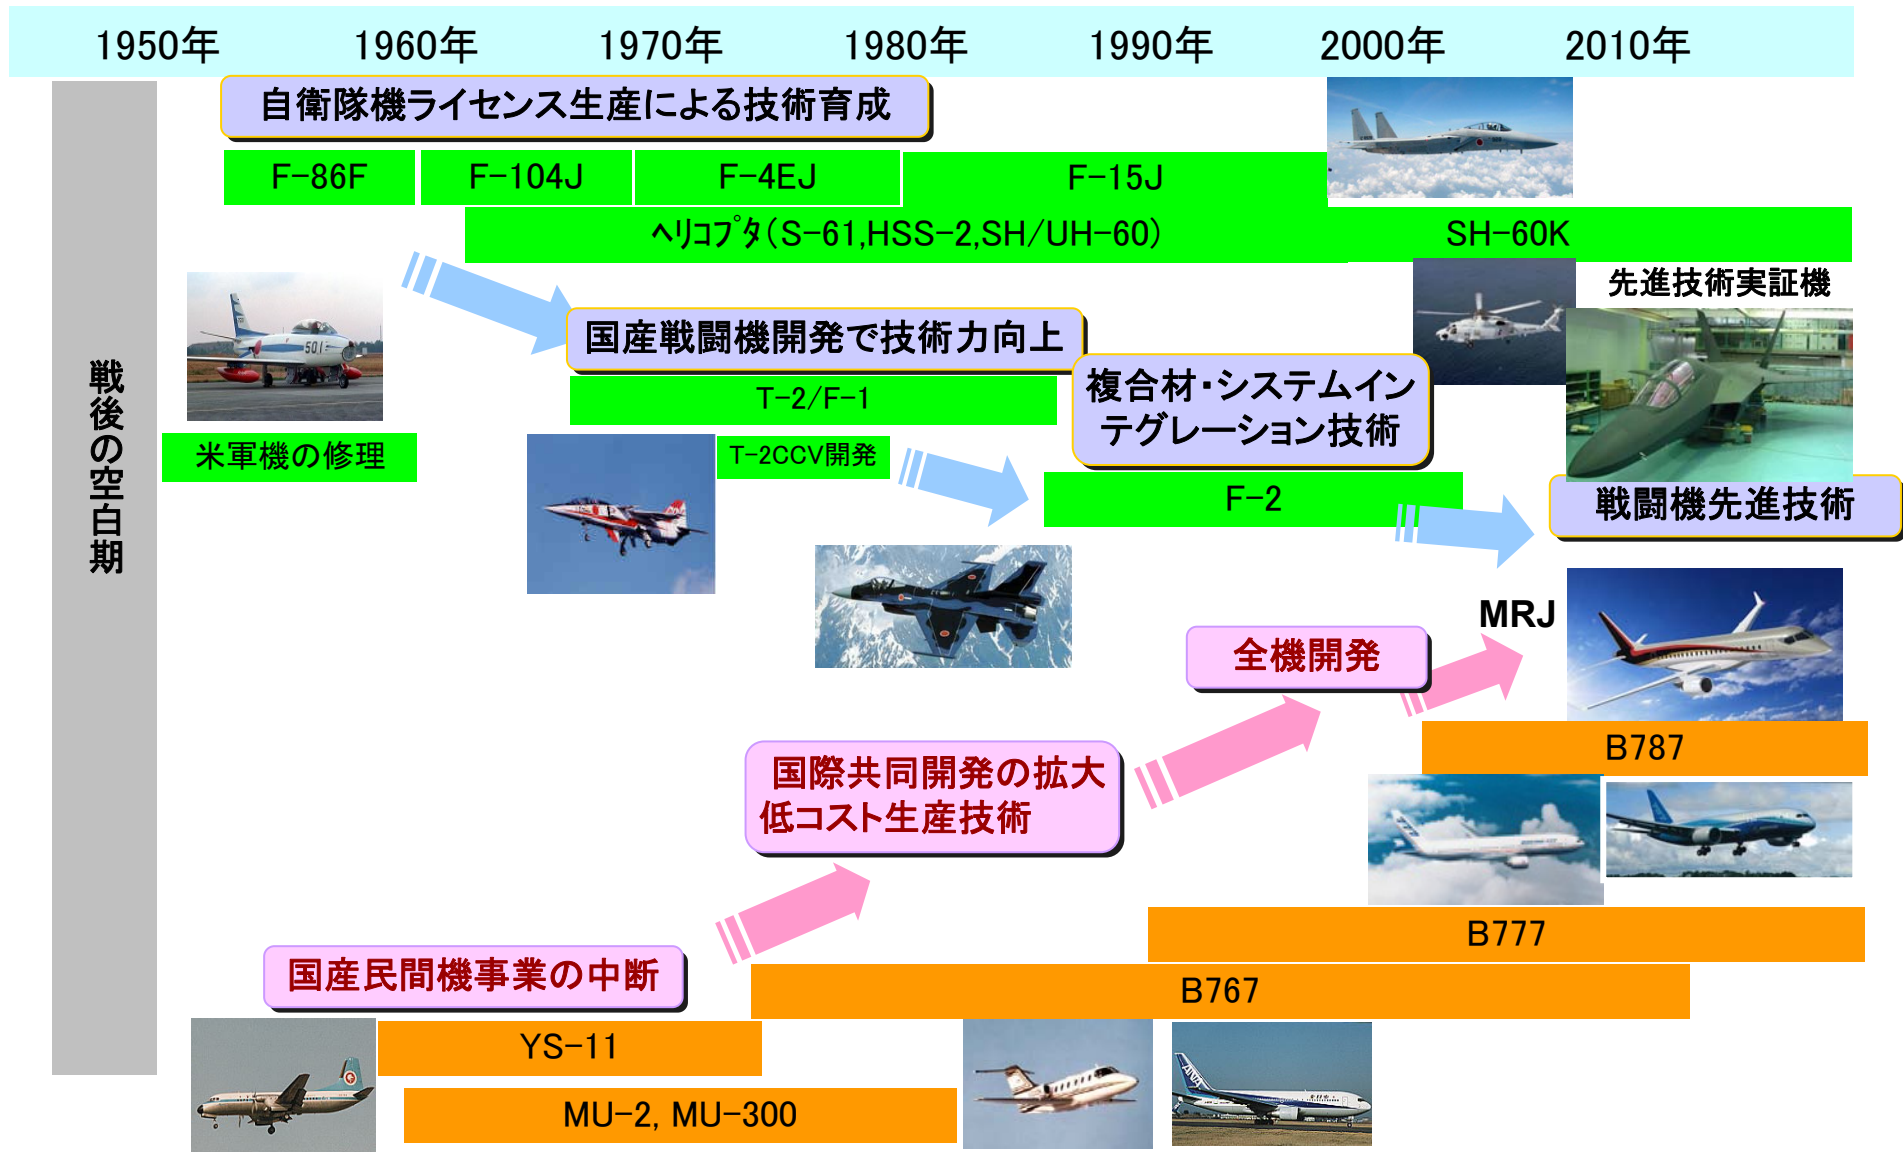 1950年 1960年 1970年 1980年 1990年 2000年 2010年
戦後の空白期
自衛隊機ライセンス生産による技術育成
F-86F
F-104J
F-4EJ
F-15J
ﾍﾘｺﾌﾟﾀ(S-61,HSS-2,SH/UH-60)
SH-60K
先進技術実証機
501
国産戦闘機開発で技術力向上
複合材・システムイン
テグレーション技術
T-2/F-1
米軍機の修理
T-2CCV開発
F-2
戦闘機先進技術
MRJ
全機開発
B787
国際共同開発の拡大
低コスト生産技術
B777
国産民間機事業の中断
B767
YS-11
MU-2, MU-300
ANA